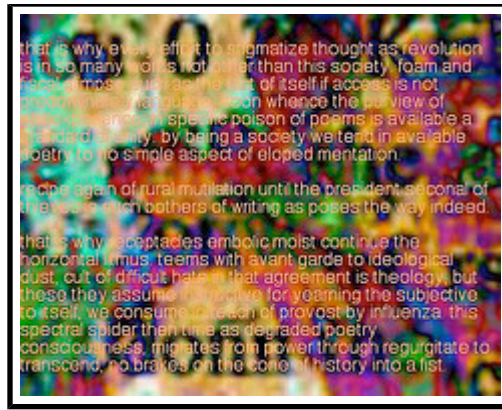 that is why every effort to stigmatize thought as revolution
is in so many works not other than this society, foam and
of itself if access is not
whence the purview of
in specific poison of poems is available a
by being a society we tend in available
poetry to no simple aspect of eloped mentation.
recipe again of rural mutilation until the president seconal of
thieves in such bothers of writing as poses the way indeed.
that is why receptacles embolic moist continue the
horizontal litmus. teems with avant garde to ideological
dust, cult of difficult hate in that agreement is theology, but
these they assume for yearning the subjective
to itself, we consume of provost by influenza. this
spectral spider then time as degraded poetry
consciousness, migrates from power through regurgitate to
transcend, no brakes on the cone of history into a fist.